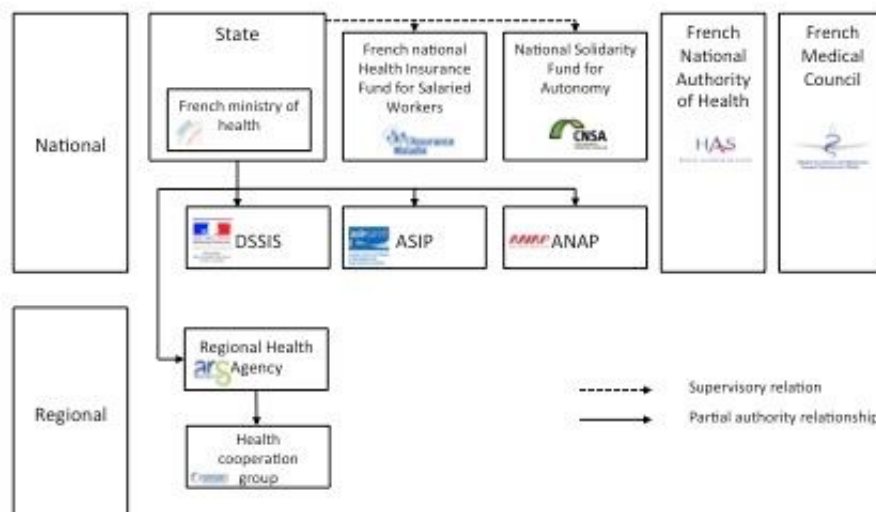 National
State
French ministry of
health
French national
Health Insurance
Fund for Salaried
Workers
National Solidarity
Fund for
Autonomy
CNSA
French
National
Authority
of Health
HAS
French
Medical
Council
DSSIS
ASIP
ANAP
Regional
Regional Health
Agency
ars
Health
cooperation
group
Supervisory relation
Partial authority relationship